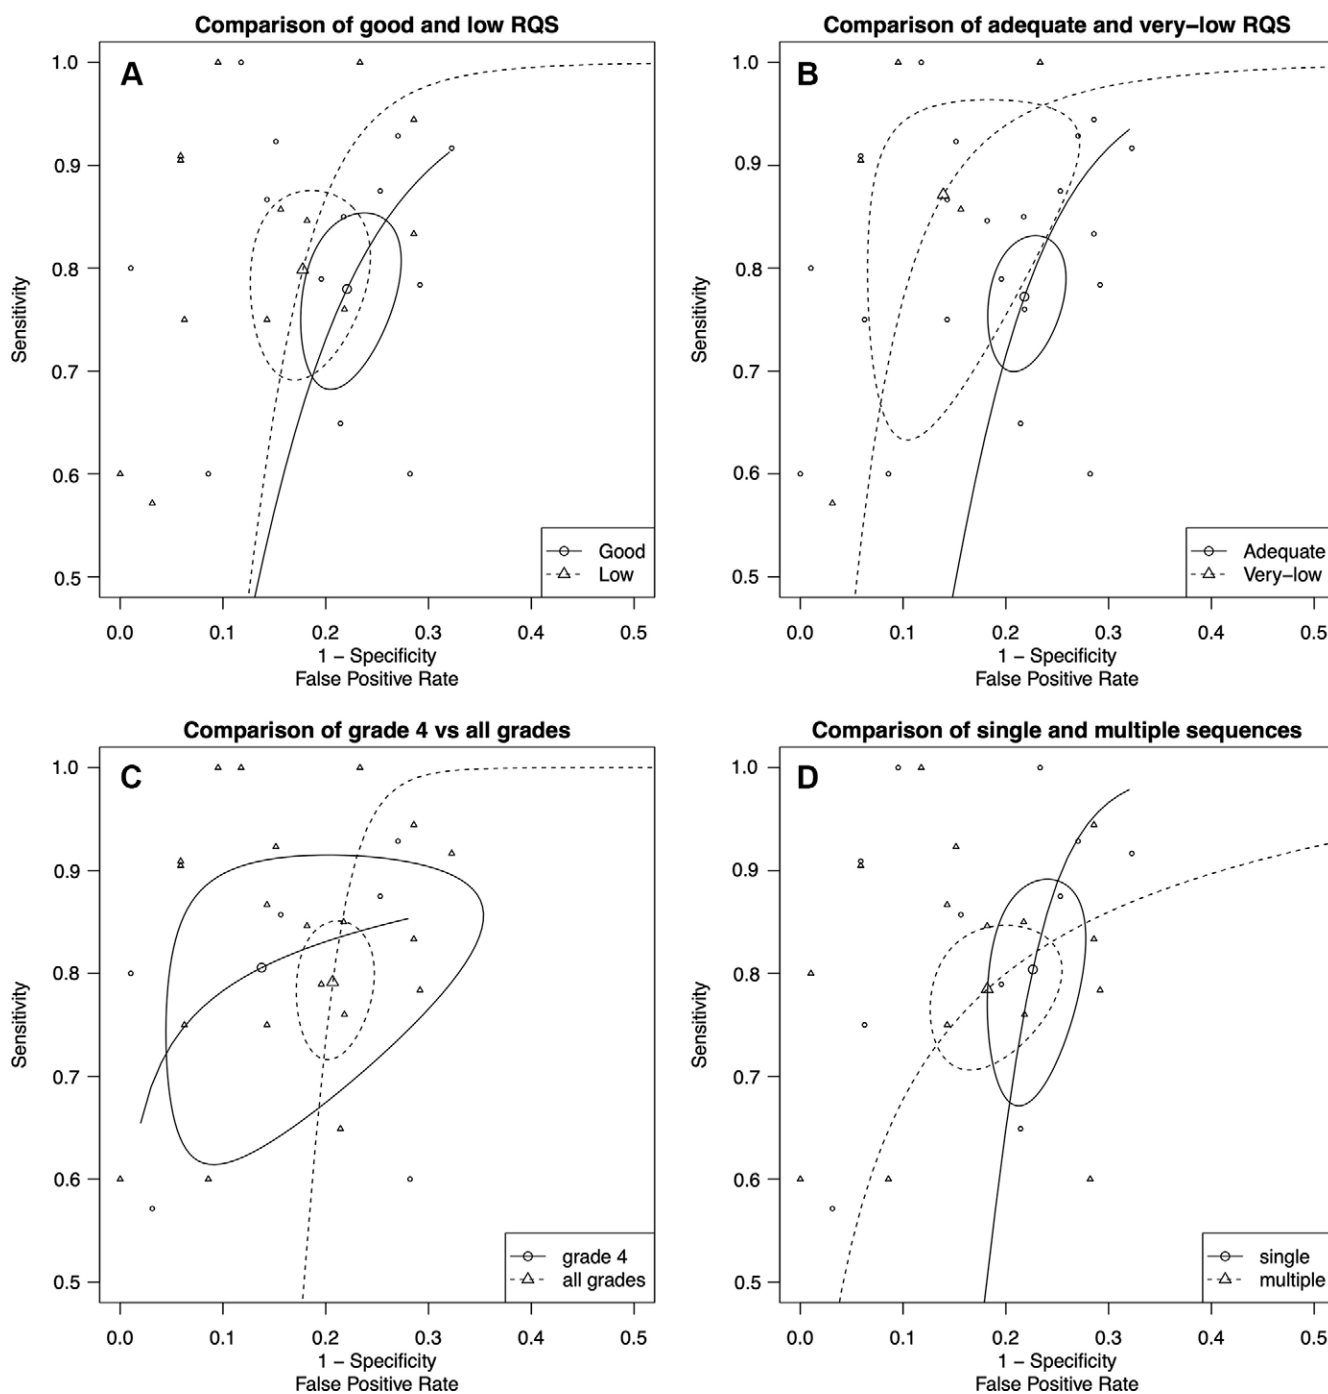 Comparison of good and low RQS
A
1.0
0.9
0.8
0.7
0.6
0.5
Sensitivity
Good
Low
0.0 0.1 0.2 0.3 0.4 0.5
1 – Specificity
False Positive Rate
Comparison of adequate and very–low RQS
B
1.0
0.9
0.8
0.7
0.6
0.5
Sensitivity
Adequate
Very–low
0.0 0.1 0.2 0.3 0.4 0.5
1 – Specificity
False Positive Rate
Comparison of grade 4 vs all grades
C
1.0
0.9
0.8
0.7
0.6
0.5
Sensitivity
grade 4
all grades
0.0 0.1 0.2 0.3 0.4 0.5
1 – Specificity
False Positive Rate
Comparison of single and multiple sequences
D
1.0
0.9
0.8
0.7
0.6
0.5
Sensitivity
single
multiple
0.0 0.1 0.2 0.3 0.4 0.5
1 – Specificity
False Positive Rate